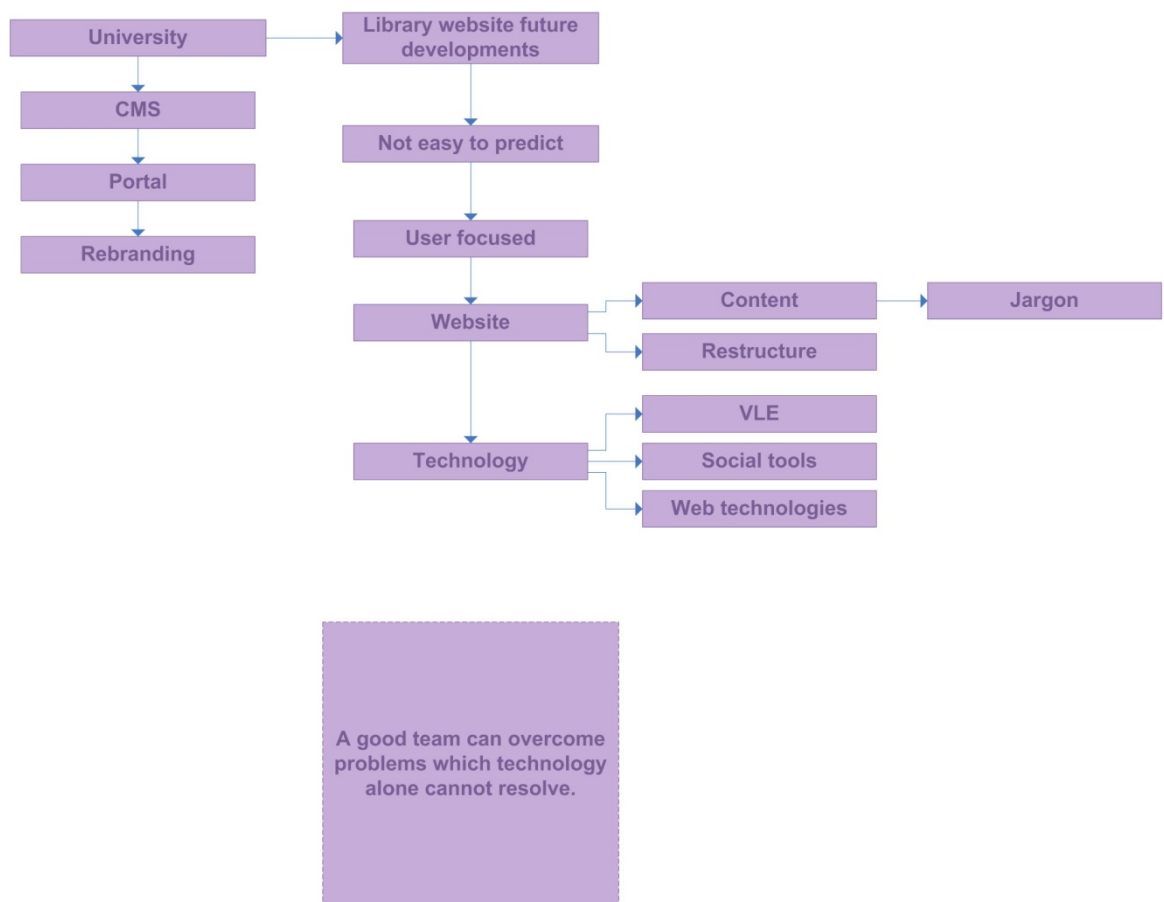 University
Library website future
developments
CMS
Not easy to predict
Portal
User focused
Rebranding
Content
Jargon
Website
Restructure
VLE
Technology
Social tools
Web technologies
A good team can overcome
problems which technology
alone cannot resolve.